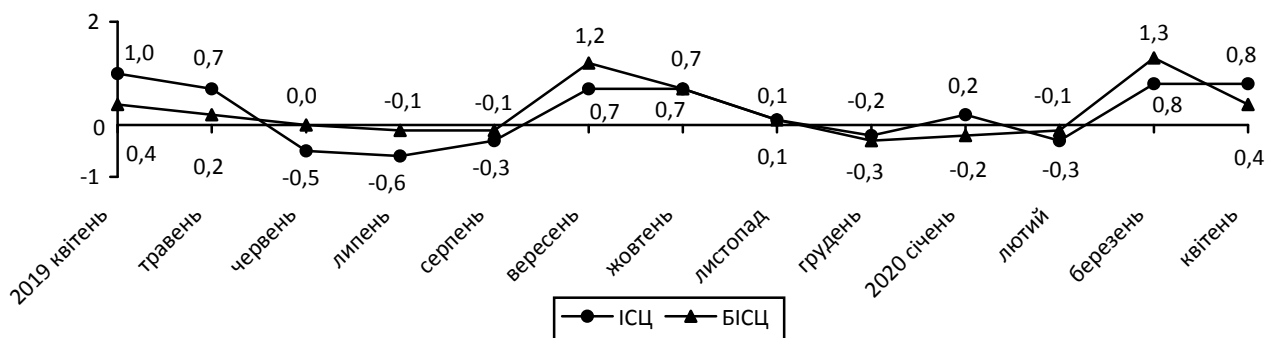 2
1,2
1,3
1,0
0,7
0,7
0,8
0,0
-0,1
-0,1
0,1
-0,2
0,2
-0,1
0
0,4
0,2
-0,5
-0,6
-0,3
0,7
0,7
0,1
-0,3
-0,2
-0,3
0,8
0,4
-1
2019 квітень
травень
червень
липень
серпень
вересень
жовтень
листопад
грудень
2020 січень
лютий
березень
квітень
ІСЦ БІСЦ